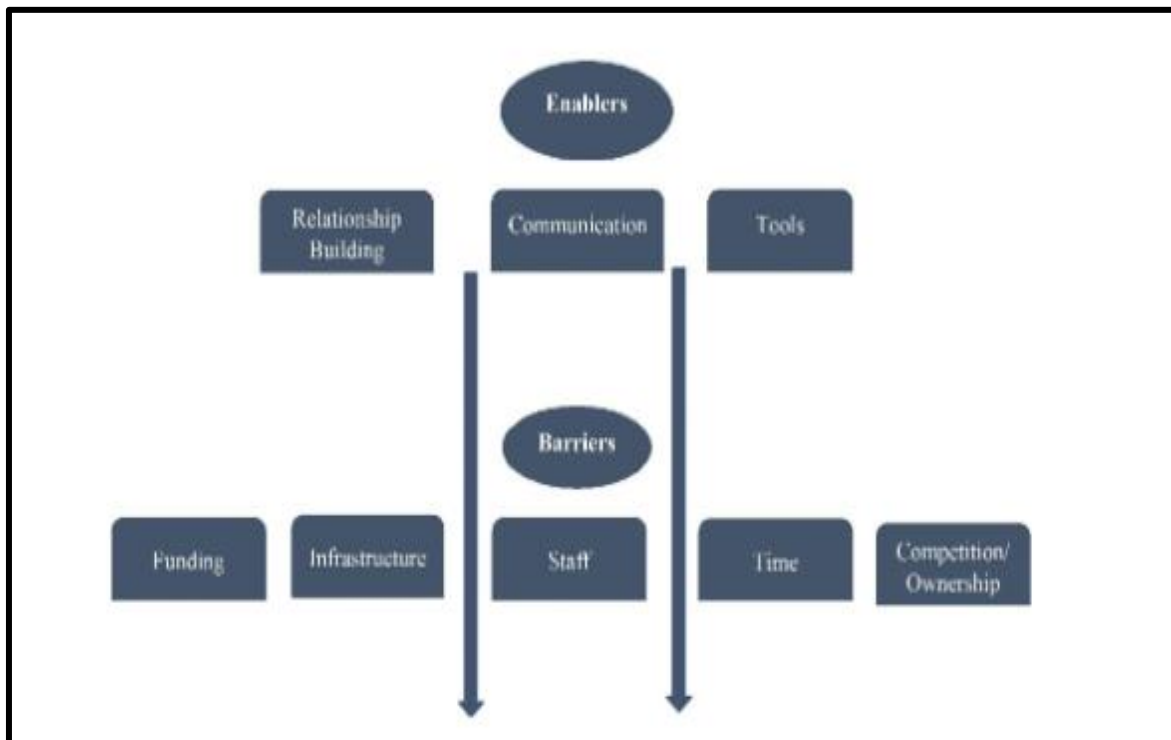 Enablers
Relationship
Building
Communication
Tools
Barriers
Funding
Infrastructure
Staff
Time
Competition/
Ownership